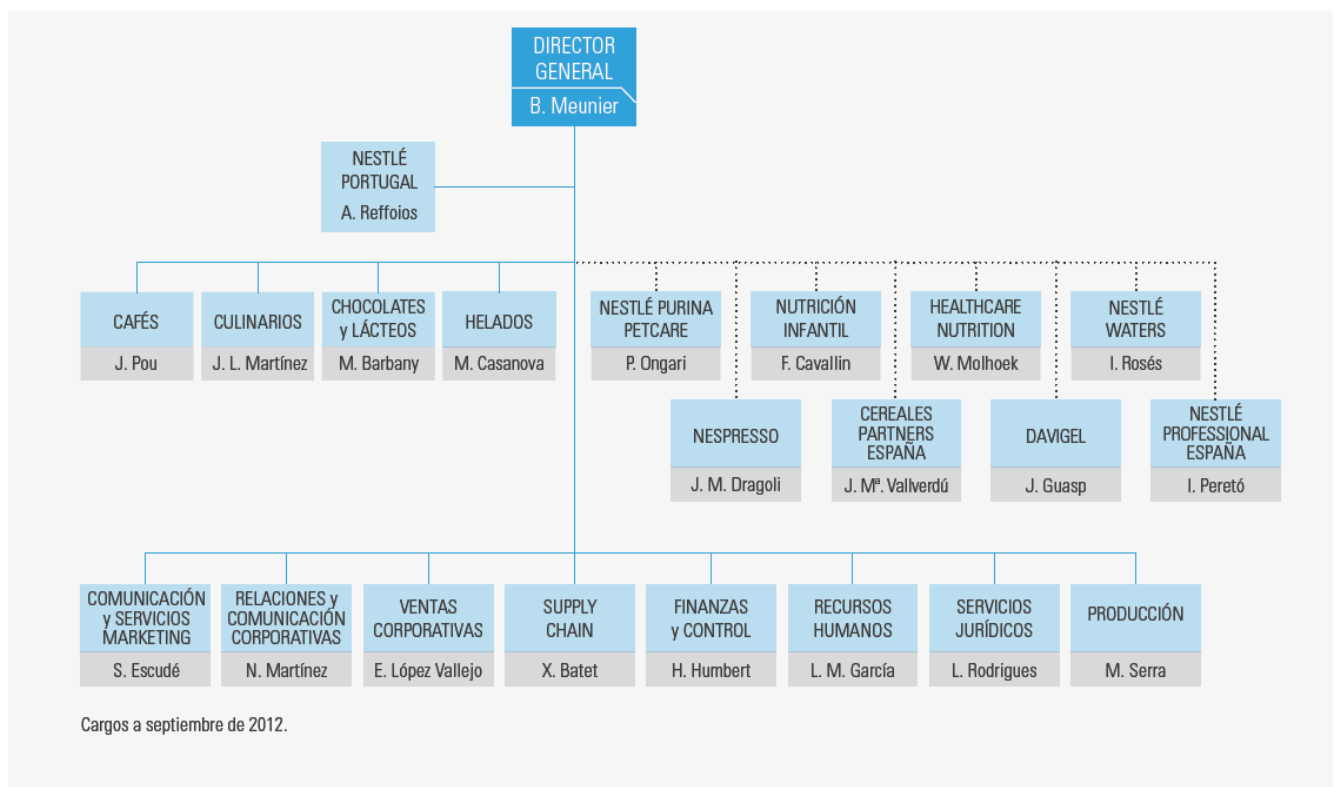 DIRECTOR
GENERAL
B. Meunier
NESTLÉ
PORTUGAL
A. Reffoios
CAFÉS
J. Pou
CULINARIOS
J. L. Martínez
CHOCOLATES
y LÁCTEOS
M. Barbany
HELADOS
M. Casanova
NESTLÉ PURINA
PETCARE
P. Ongari
NUTRICIÓN
INFANTIL
F. Cavallin
HEALTHCARE
NUTRITION
W. Molhoek
NESTLÉ
WATERS
I. Rosés
NESPRESSO
J. M. Dragoli
CEREALES
PARTNERS
ESPAÑA
J. Mª. Vallverdú
DAVIGEL
J. Guasp
NESTLÉ
PROFESSIONAL
ESPAÑA
I. Peretó
COMUNICACIÓN
y SERVICIOS
MARKETING
S. Escudé
RELACIONES y
COMUNICACIÓN
CORPORATIVAS
N. Martínez
VENTAS
CORPORATIVAS
E. López Vallejo
SUPPLY
CHAIN
X. Batet
FINANZAS
y CONTROL
H. Humbert
RECURSOS
HUMANOS
L. M. García
SERVICIOS
JURÍDICOS
L. Rodrigues
PRODUCCIÓN
M. Serra
Cargos a septiembre de 2012.